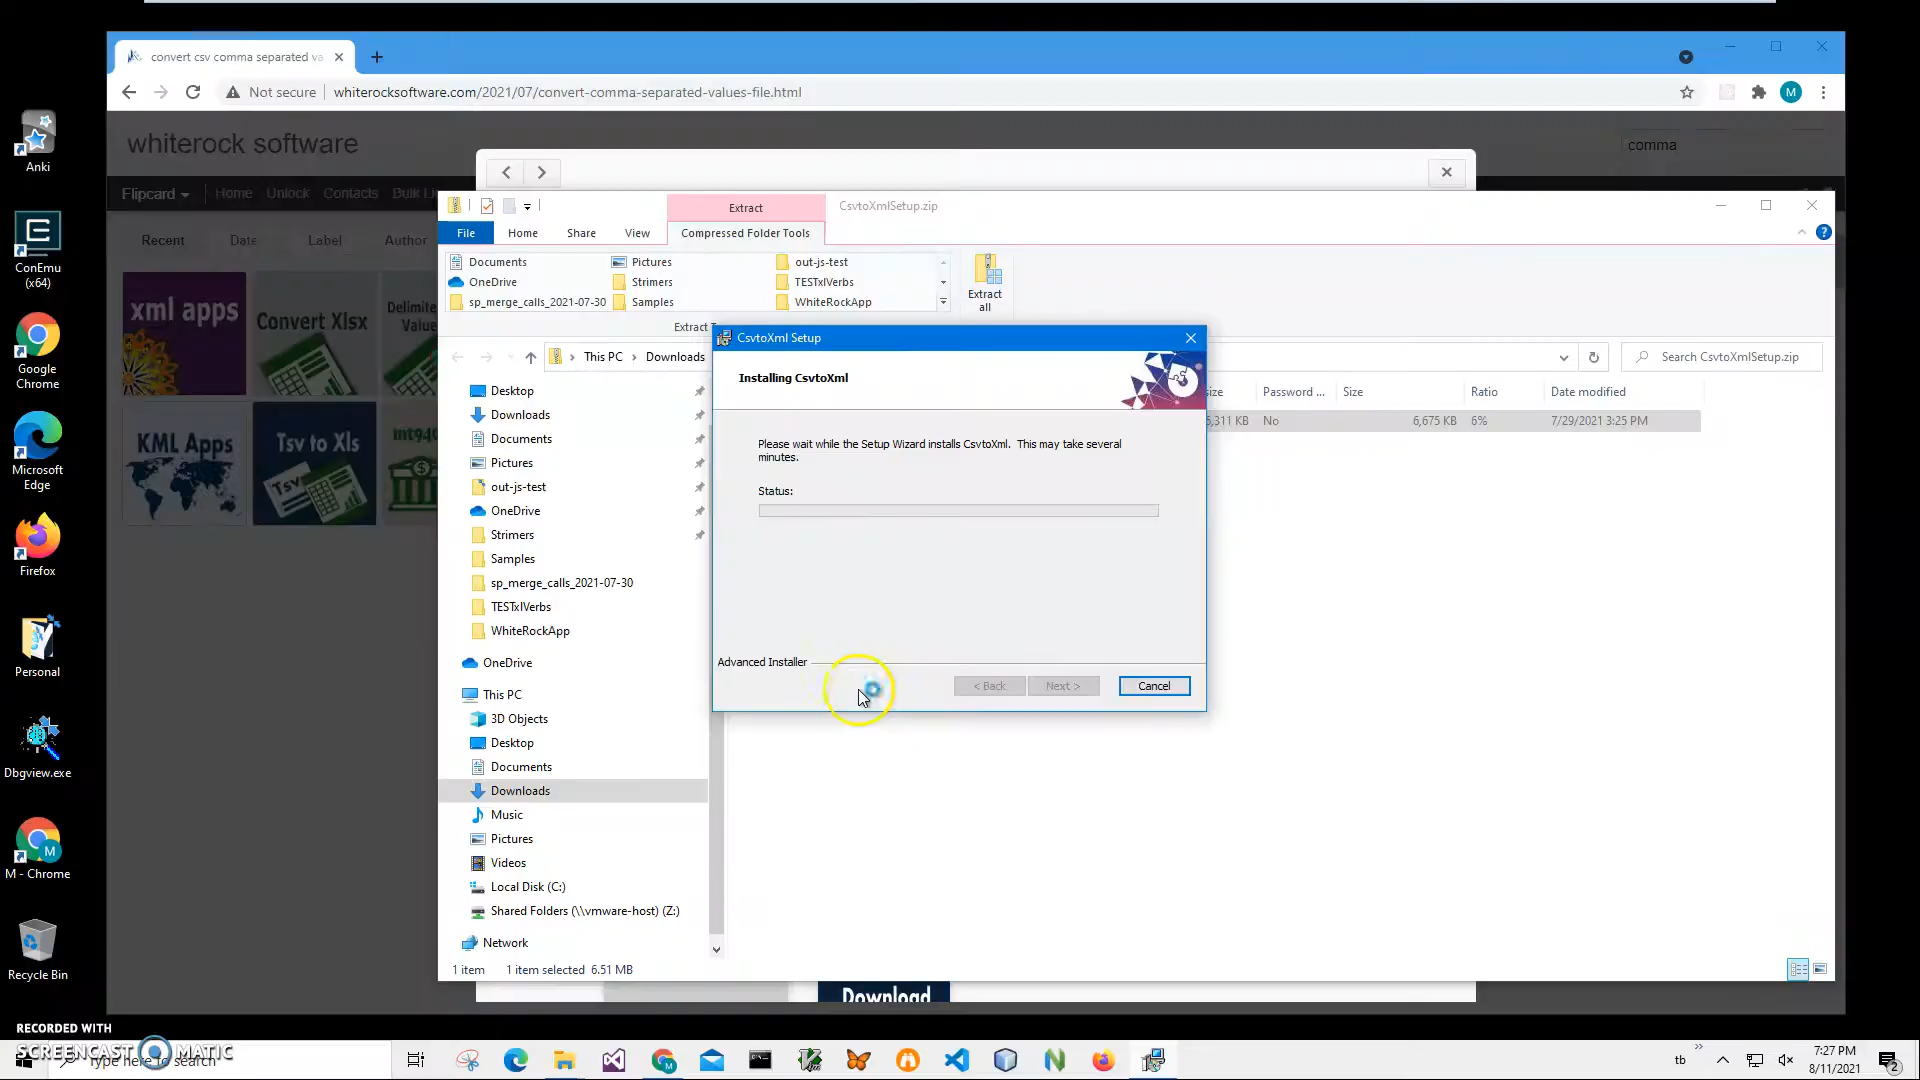 convert csv comma separated va
Not secure
whiterocksoftware.com/2021/07/convert-comma-separated-values-file.html
M
whiterock software
comma
Flipcard
Home
Unlock
Contacts
Bulk Li
Recent
Date
Label
Author
xml apps
Convert Xlsx
Delimite
Value
KML Apps
Tsv to Xls
Tsv
Int940
Extract
CsvtoXmlSetup.zip
File
Home
Share
View
Compressed Folder Tools
Documents
Pictures
out-js-test
OneDrive
Strimers
TESTxlVerbs
sp_merge_calls_2021-07-30
Samples
WhiteRockApp
Extract all
Extract T
This PC
Downloads
Search CsvtoXmlSetup.zip
size
Password ...
Size
Ratio
Date modified
6,311 KB
No
6,675 KB
6%
7/29/2021 3:25 PM
Desktop
Downloads
Documents
Pictures
out-js-test
OneDrive
Strimers
Samples
sp_merge_calls_2021-07-30
TESTxlVerbs
WhiteRockApp
OneDrive
This PC
3D Objects
Desktop
Documents
Downloads
Music
Pictures
Videos
Local Disk (C:)
Shared Folders (\\vmware-host) (Z:)
Network
1 item
1 item selected 6.51 MB
CsvtoXml Setup
Installing CsvtoXml
Please wait while the Setup Wizard installs CsvtoXml. This may take several
minutes.
Status:
Advanced Installer
< Back
Next >
Cancel
Download
Anki
ConEmu
(x64)
Google
Chrome
Microsoft
Edge
Firefox
Personal
Dbgview.exe
M
M - Chrome
Recycle Bin
RECORDED WITH
SCREENCAST MATIC
Type here to search
tb
7:27 PM
8/11/2021
2